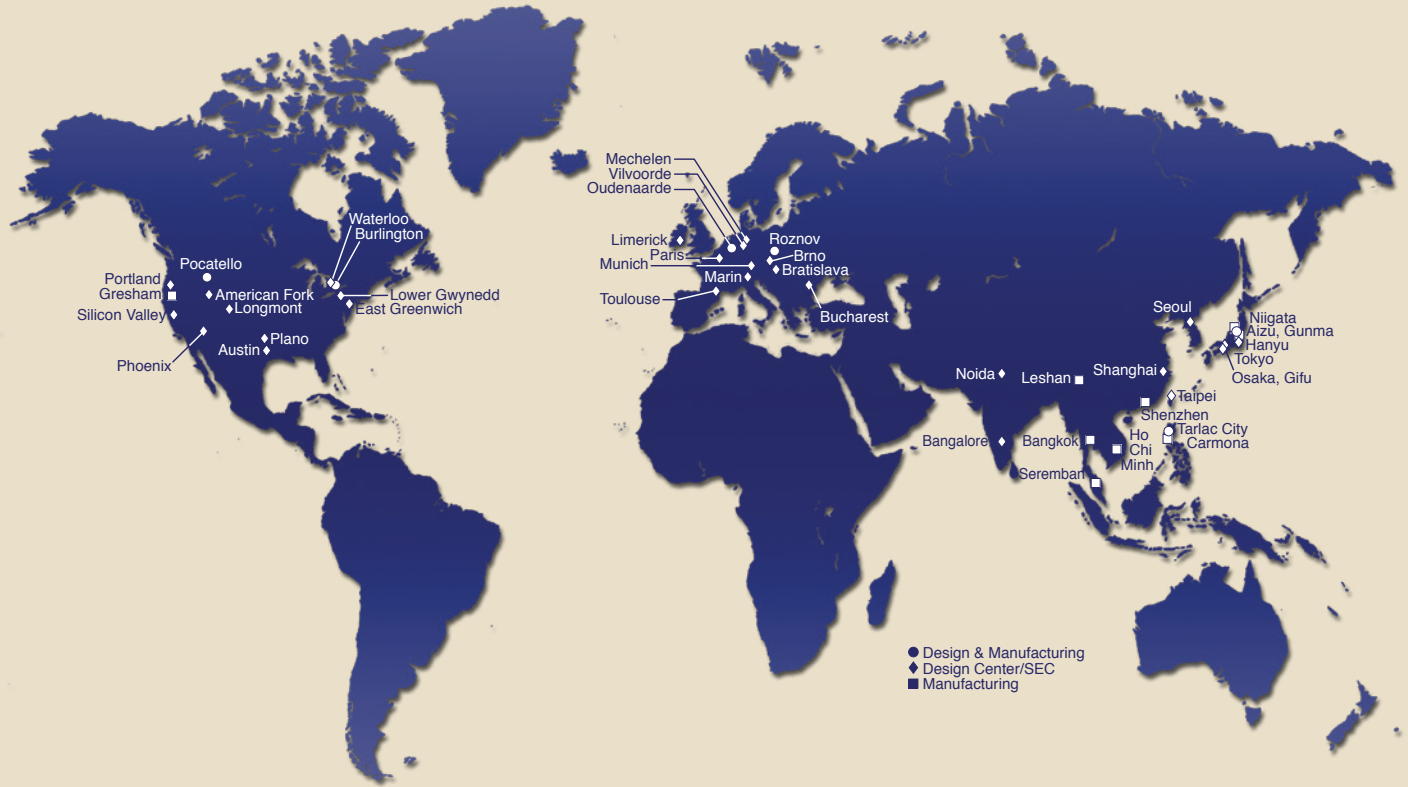 Waterloo
Burlington
Pocatello
Portland
Gresham
American Fork
Longmont
Silicon Valley
Lower Gwynedd
East Greenwich
Plano
Austin
Phoenix
Mechelen
Vilvoorde
Oudenaarde
Limerick
Paris
Munich
Marin
Toulouse
Roznov
Brno
Bratislava
Bucharest
Seoul
Niigata
Aizu, Gunma
Hanyu
Tokyo
Osaka, Gifu
Noida
Leshan
Shanghai
Taipei
Shenzhen
Tarlac City
Carmona
Bangalore
Bangkok
Ho
Chi
Minh
Seremban
Design & Manufacturing
Design Center/SEC
Manufacturing